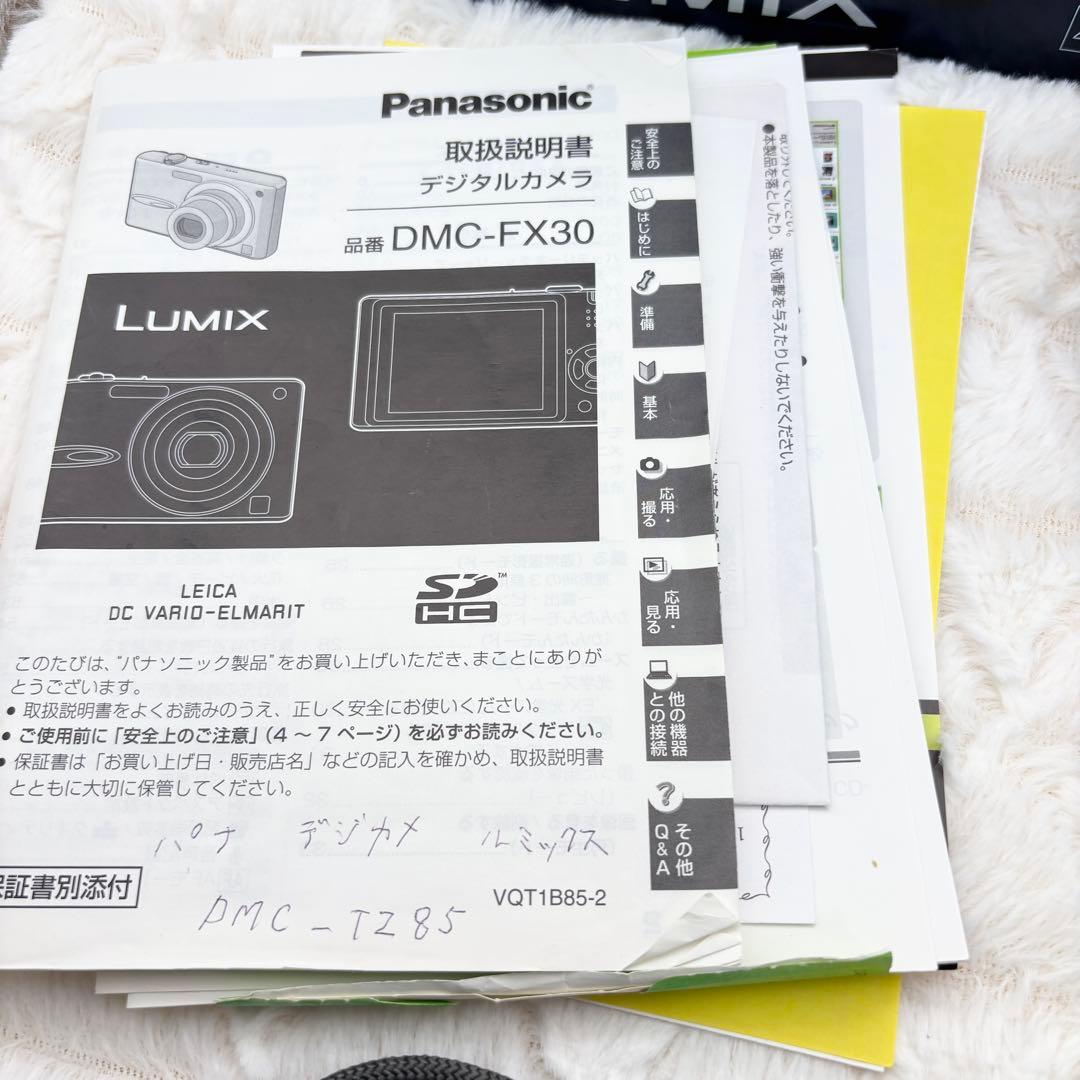 LUMIX
Panasonic
取扱説明書
デジタルカメラ
品番 DMC-FX30
LUMIX
LEICA
DC VARIO-ELMARIT
SD HC ™
このたびは、“パナソニック製品”をお買い上げいただき、まことにありが
とうございます。
● 取扱説明書をよくお読みのうえ、正しく安全にお使いください。
● ご使用前に「安全上のご注意」(4～7ページ)を必ずお読みください。
● 保証書は「お買い上げ日・販売店名」などの記入を確かめ、取扱説明書
とともに大切に保管してください。
パナ デジカメ ルミックス
保証書別添付
VQT1B85-2
DMC-TZ85
安全上の
ご注意
はじめに
準備
基本
応用・
撮る
応用・
見る
他の機器
との接続
その他
Q&A
●本製品を落としたり、強い衝撃を与えたりしないでください。